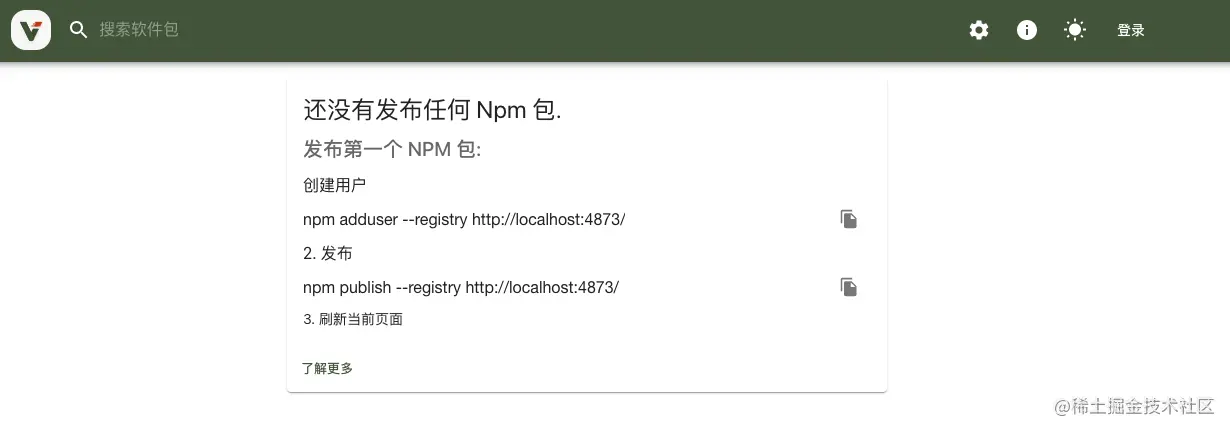 搜索软件包
登录
还没有发布任何 Npm 包.
发布第一个 NPM 包:
创建用户
npm adduser --registry http://localhost:4873/
2. 发布
npm publish --registry http://localhost:4873/
3. 刷新当前页面
了解更多
@稀土掘金技术社区